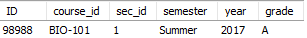 ID course_id sec_id semester year grade
98988 BIO-101 1 Summer 2017 A